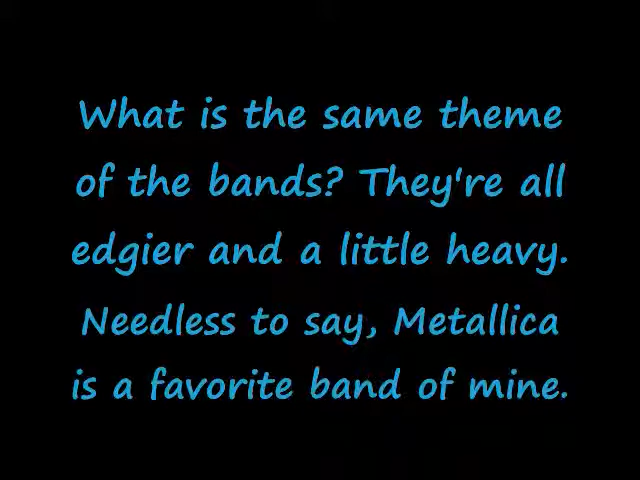 What is the same theme
of the bands? They're all
edgier and a little heavy.
Needless to say, Metallica
is a favorite band of mine.